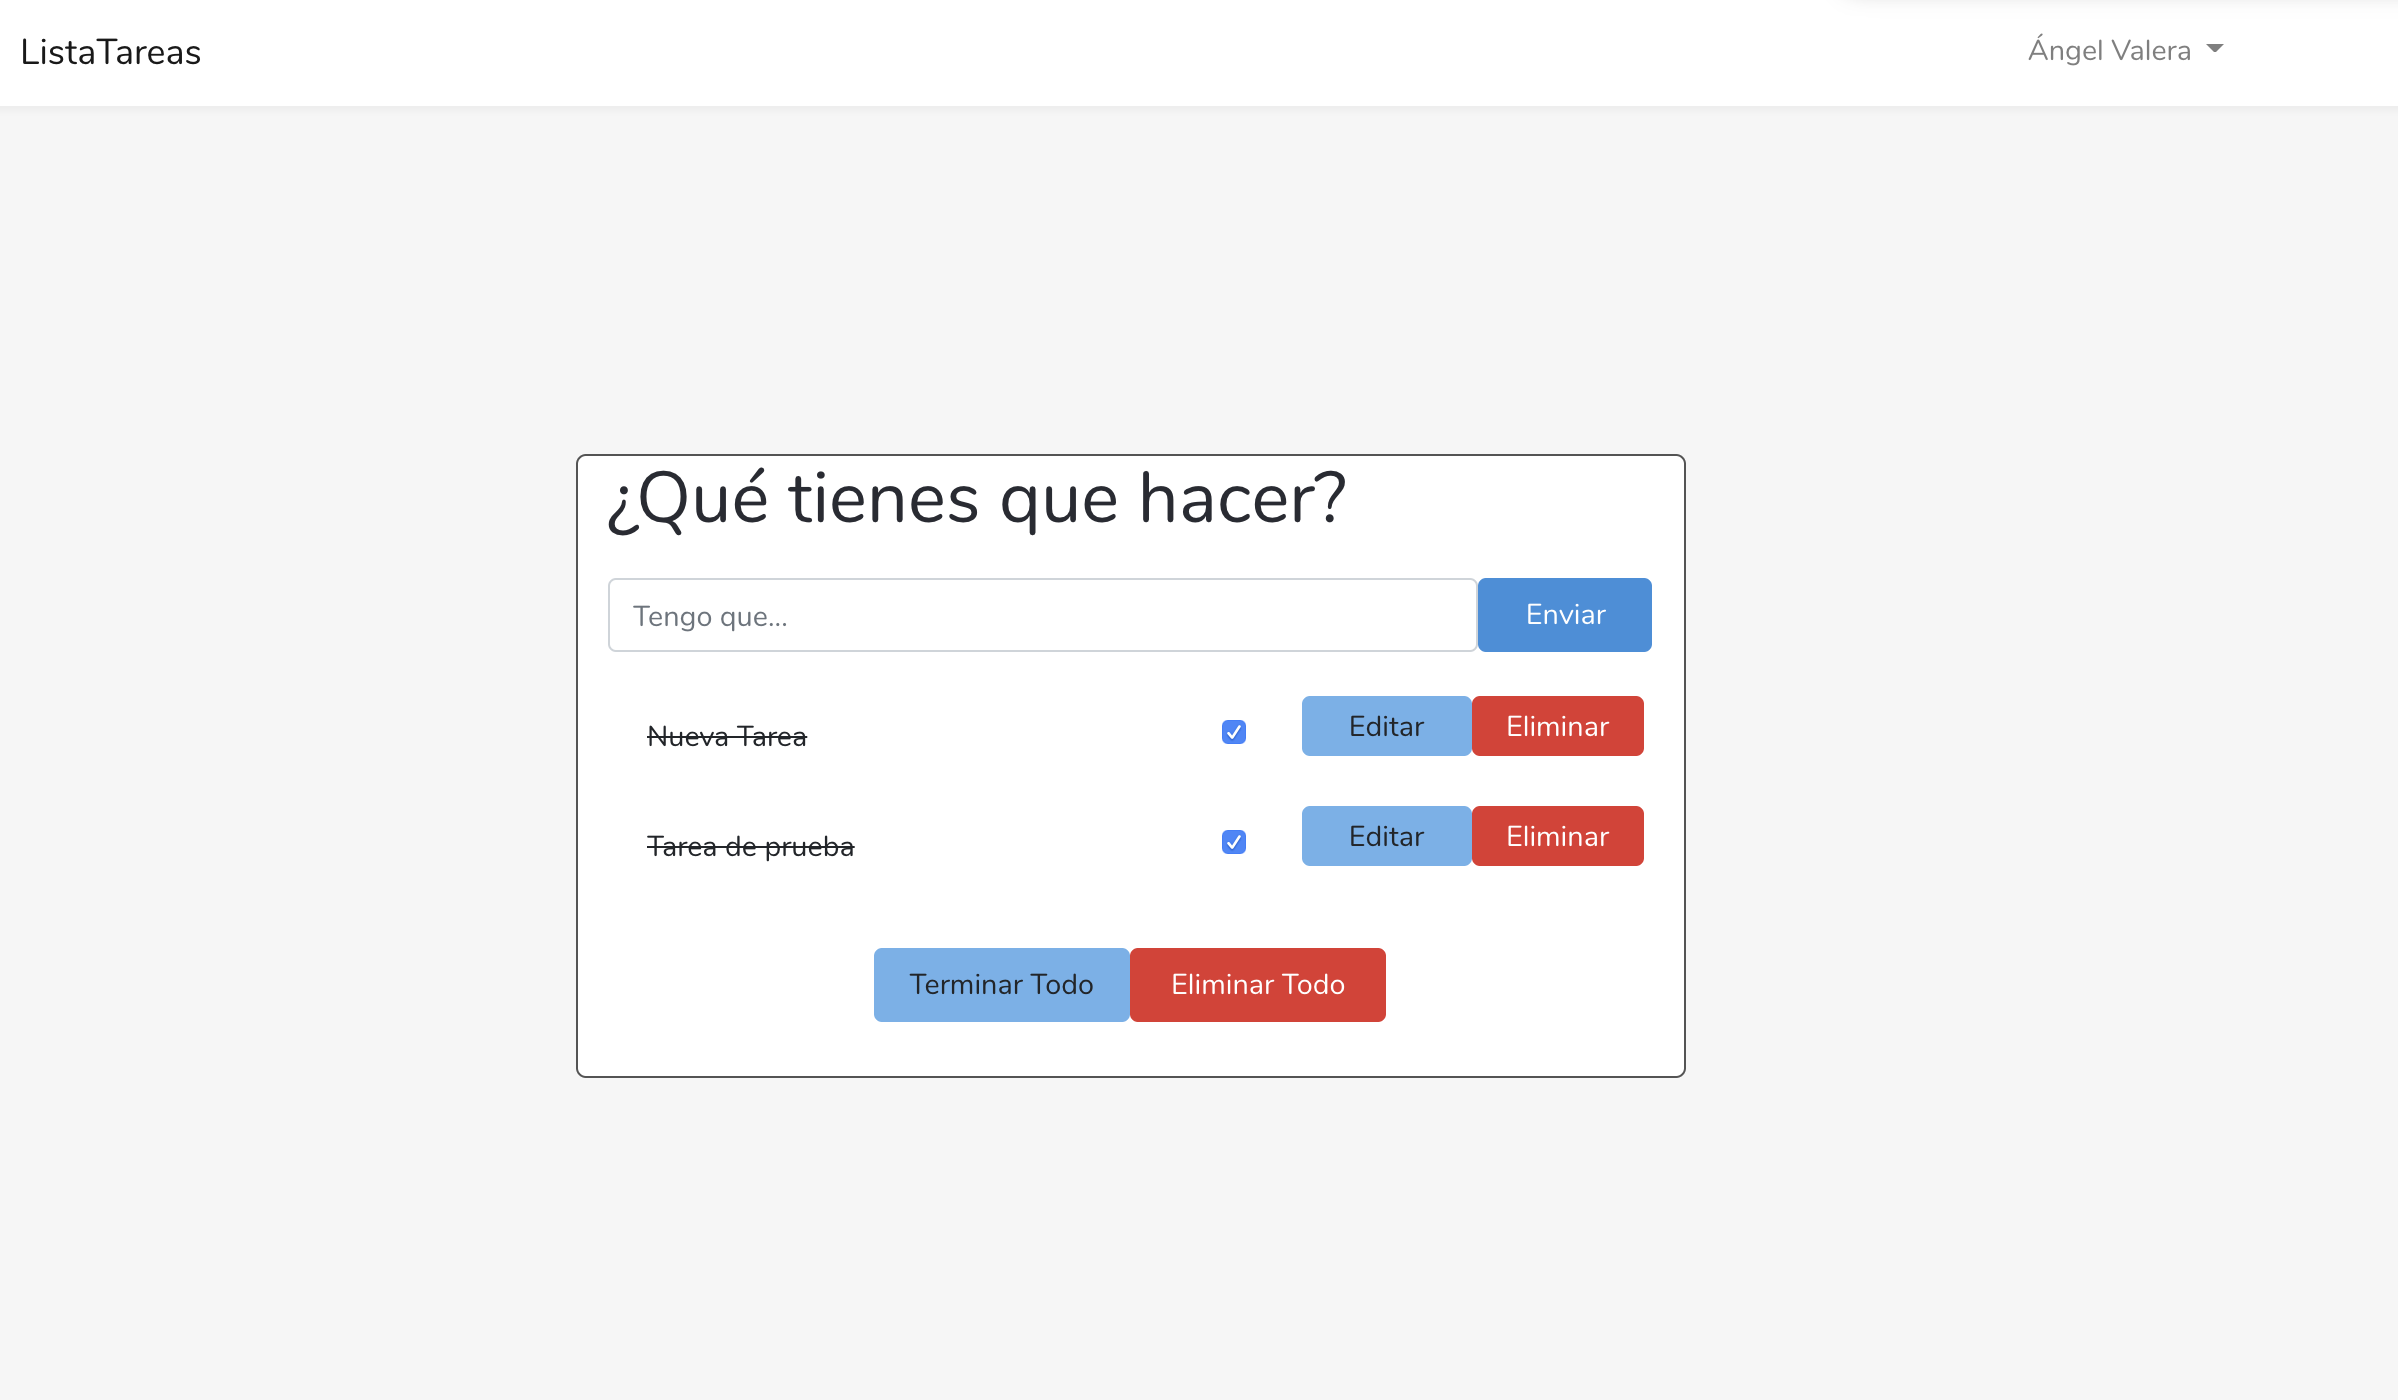 ListaTareas
Ángel Valera
¿Qué tienes que hacer?
Tengo que...
Enviar
Nueva Tarea
Editar
Eliminar
Tarea de prueba
Editar
Eliminar
Terminar Todo
Eliminar Todo